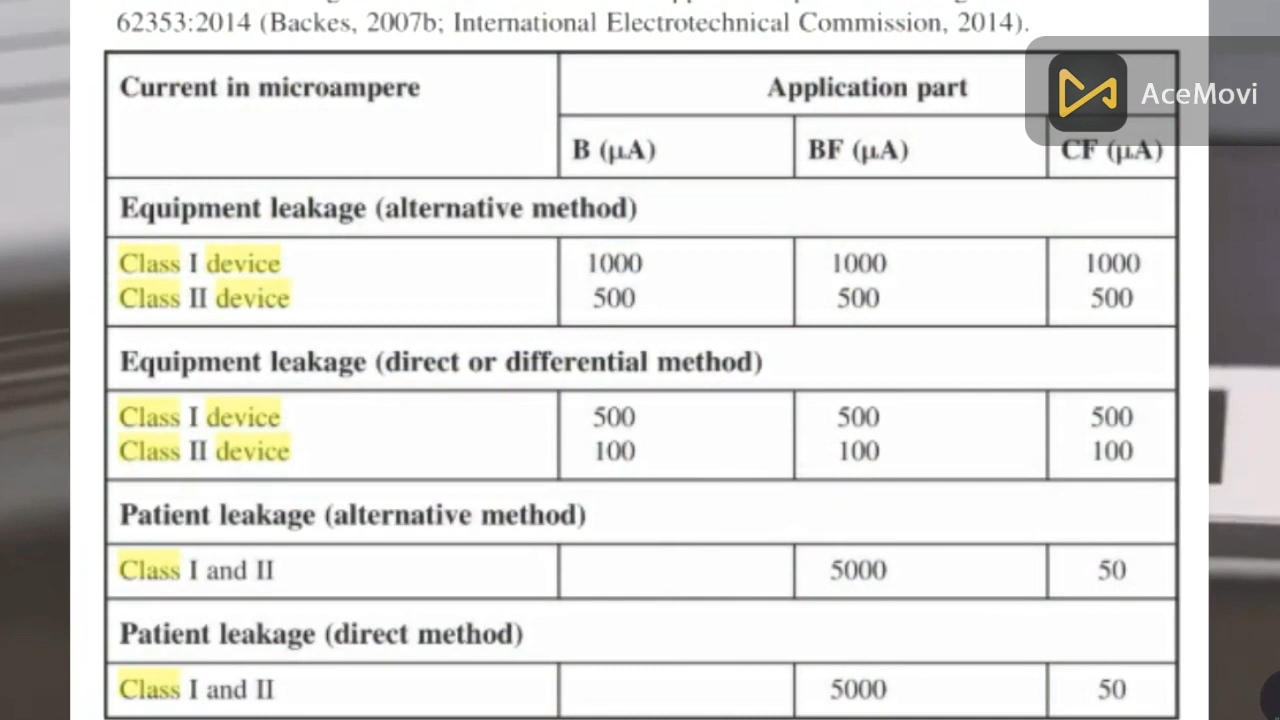 62353:2014 (Backes, 2007b; International Electrotechnical Commission, 2014).
Current in microampere Application part
AceMovi
B (µA) BF (µA) CF (µA)
Equipment leakage (alternative method)
Class I device 1000 1000 1000
Class II device 500 500 500
Equipment leakage (direct or differential method)
Class I device 500 500 500
Class II device 100 100 100
Patient leakage (alternative method)
Class I and II 5000 50
Patient leakage (direct method)
Class I and II 5000 50